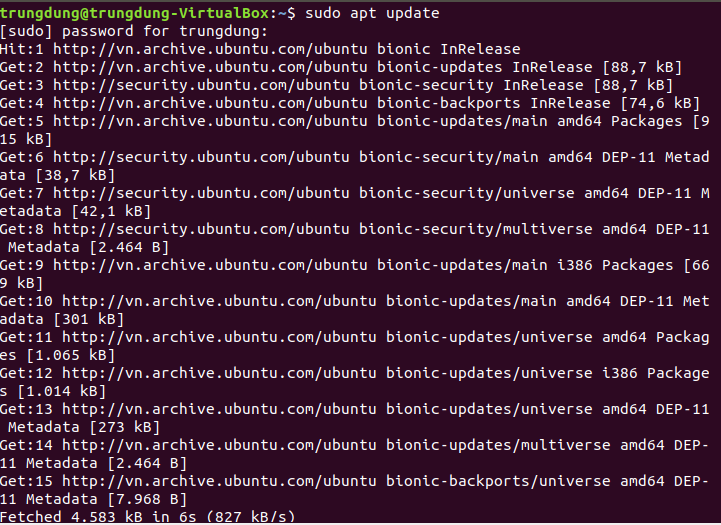 trungdung@trungdung-VirtualBox:~$ sudo apt update
[sudo] password for trungdung:
Hit:1 http://vn.archive.ubuntu.com/ubuntu bionic InRelease
Get:2 http://vn.archive.ubuntu.com/ubuntu bionic-updates InRelease [88,7 kB]
Get:3 http://security.ubuntu.com/ubuntu bionic-security InRelease [88,7 kB]
Get:4 http://vn.archive.ubuntu.com/ubuntu bionic-backports InRelease [74,6 kB]
Get:5 http://vn.archive.ubuntu.com/ubuntu bionic-updates/main amd64 Packages [9
15 kB]
Get:6 http://security.ubuntu.com/ubuntu bionic-security/main amd64 DEP-11 Metad
ata [38,7 kB]
Get:7 http://security.ubuntu.com/ubuntu bionic-security/universe amd64 DEP-11 M
etadata [42,1 kB]
Get:8 http://security.ubuntu.com/ubuntu bionic-security/multiverse amd64 DEP-11
 Metadata [2.464 B]
Get:9 http://vn.archive.ubuntu.com/ubuntu bionic-updates/main i386 Packages [66
9 kB]
Get:10 http://vn.archive.ubuntu.com/ubuntu bionic-updates/main amd64 DEP-11 Met
adata [301 kB]
Get:11 http://vn.archive.ubuntu.com/ubuntu bionic-updates/universe amd64 Packag
es [1.065 kB]
Get:12 http://vn.archive.ubuntu.com/ubuntu bionic-updates/universe i386 Package
s [1.014 kB]
Get:13 http://vn.archive.ubuntu.com/ubuntu bionic-updates/universe amd64 DEP-11
 Metadata [273 kB]
Get:14 http://vn.archive.ubuntu.com/ubuntu bionic-updates/multiverse amd64 DEP-
11 Metadata [2.464 B]
Get:15 http://vn.archive.ubuntu.com/ubuntu bionic-backports/universe amd64 DEP-
11 Metadata [7.968 B]
Fetched 4.583 kB in 6s (827 kB/s)